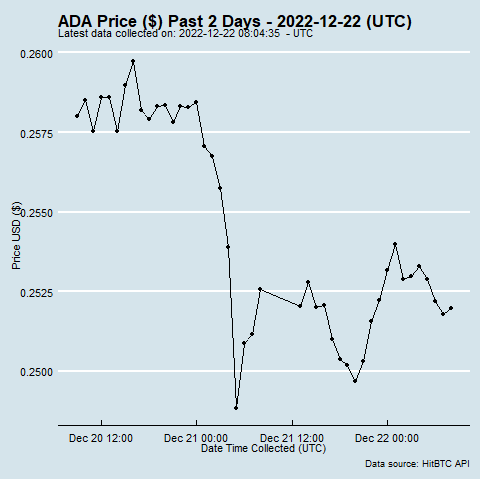 ADA Price ($) Past 2 Days - 2022-12-22 (UTC)
Latest data collected on: 2022-12-22 08:04:35 - UTC
Price USD ($)
0.2600
0.2575
0.2550
0.2525
0.2500
Dec 20 12:00
Dec 21 00:00
Dec 21 12:00
Dec 22 00:00
Date Time Collected (UTC)
Data source: HitBTC API